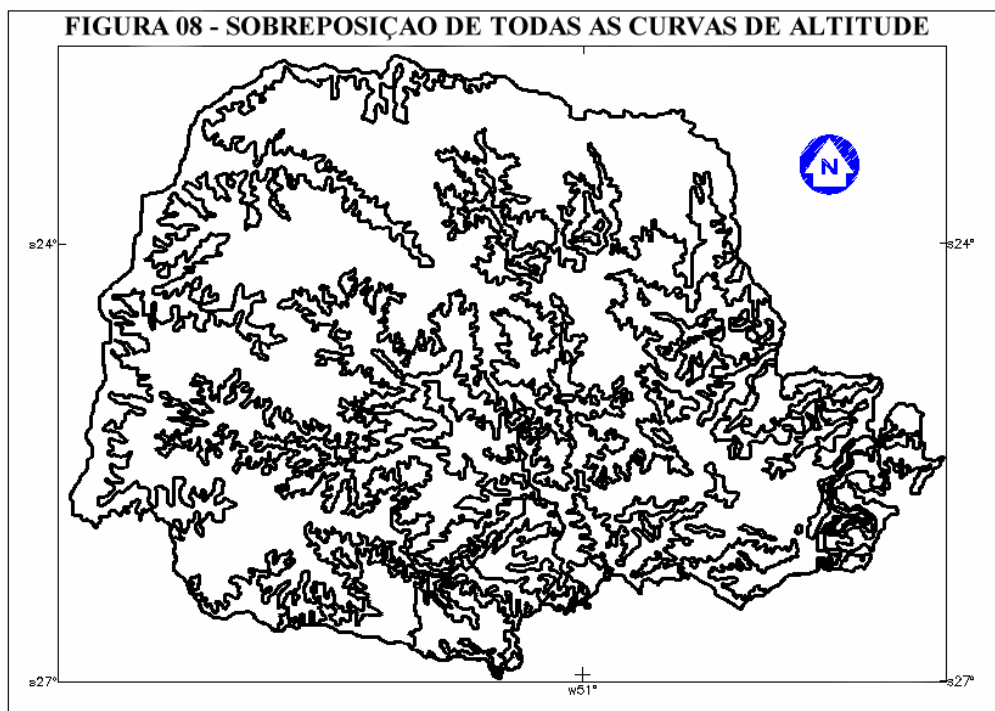 FIGURA 08 - SOBREPOSIÇAO DE TODAS AS CURVAS DE ALTITUDE
N
s24° s24°
s27° w51° s27°